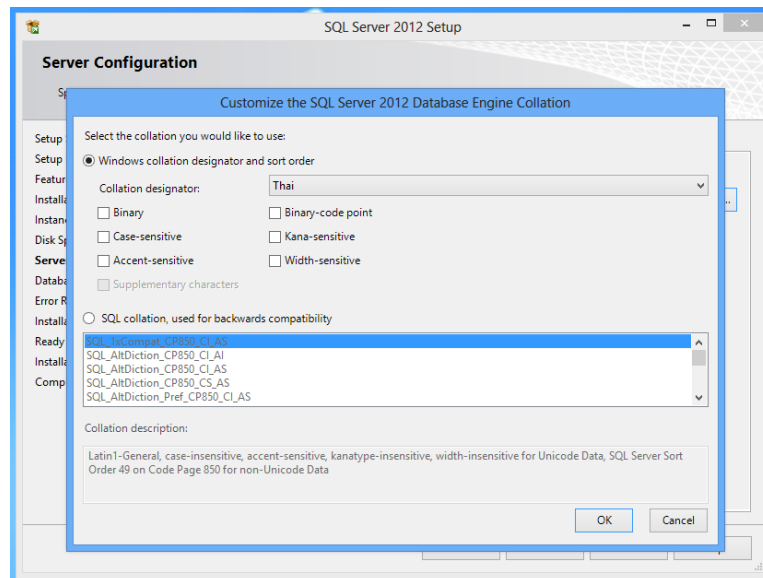 SQL Server 2012 Setup
Server Configuration
Customize the SQL Server 2012 Database Engine Collation
Select the collation you would like to use:
Windows collation designator and sort order
Collation designator: Thai
Binary Binary-code point
Case-sensitive Kana-sensitive
Accent-sensitive Width-sensitive
Supplementary characters
SQL collation, used for backwards compatibility
SQL_1xCompat_CP850_CI_AS
SQL_AltDiction_CP850_CI_AI
SQL_AltDiction_CP850_CI_AS
SQL_AltDiction_CP850_CS_AS
SQL_AltDiction_Pref_CP850_CI_AS
Collation description:
Latin1-General, case-insensitive, accent-sensitive, kanatype-insensitive, width-insensitive for Unicode Data, SQL Server Sort
Order 49 on Code Page 850 for non-Unicode Data
OK Cancel
Setup
Setup
Featur
Installa
Instan
Disk Sp
Serve
Databa
Error R
Installa
Ready
Installa
Comp